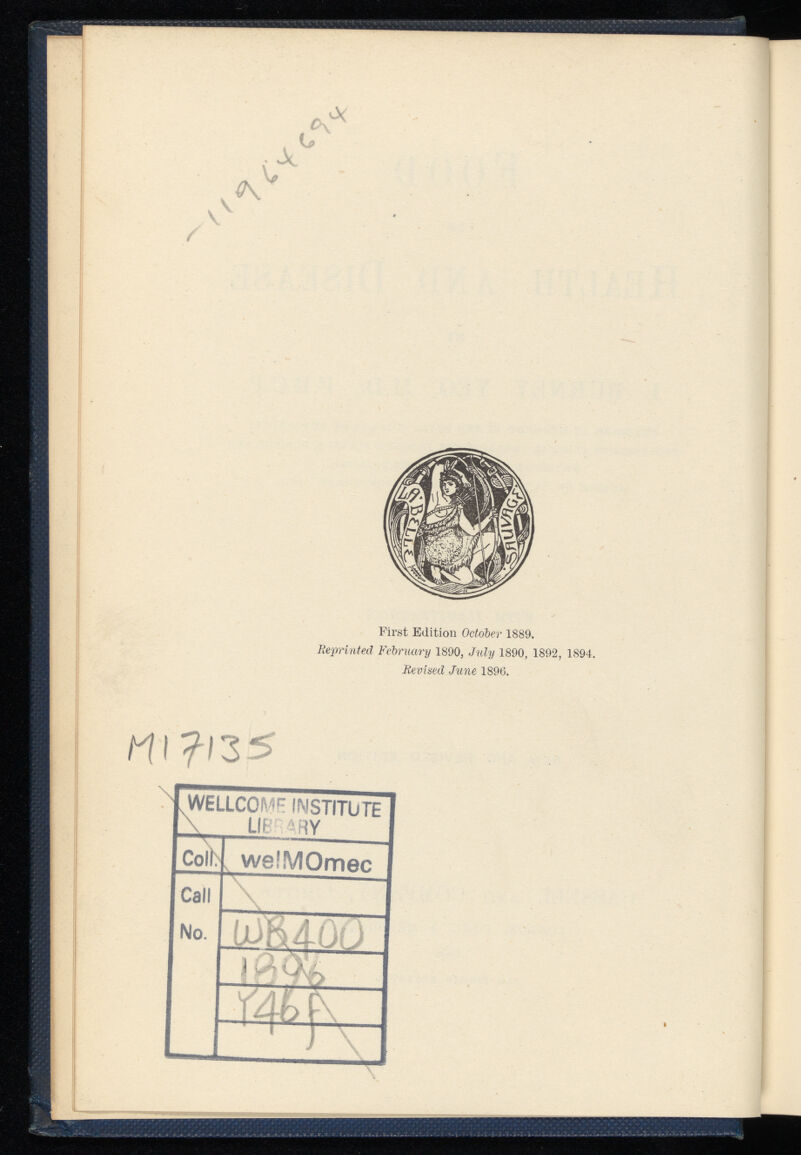 11964694
LA·BELLE
SAUVAGE·
First Edition October 1889.
Reprinted February 1890, July 1890, 1892, 1894.
Revised June 1896.
M17135
WELLCOME INSTITUTE
LIBRARY
Coll. welMOmec
Call
No. WB400
1896
Y46f